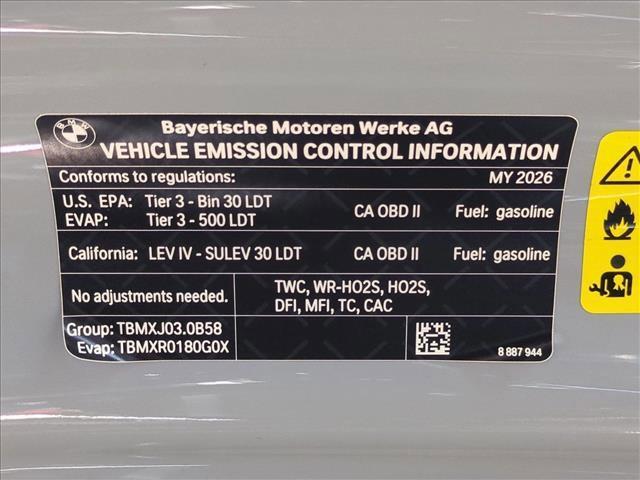 BMW
Bayerische Motoren Werke AG
VEHICLE EMISSION CONTROL INFORMATION
Conforms to regulations: MY 2026
U.S. EPA: Tier 3 - Bin 30 LDT CA OBD II Fuel: gasoline
EVAP: Tier 3 - 500 LDT
California: LEV IV - SULEV 30 LDT CA OBD II Fuel: gasoline
No adjustments needed. TWC, WR-HO2S, HO2S,
DFI, MFI, TC, CAC
Group: TBMXJ03.0B58
Evap: TBMXR0180G0X 8 887 944